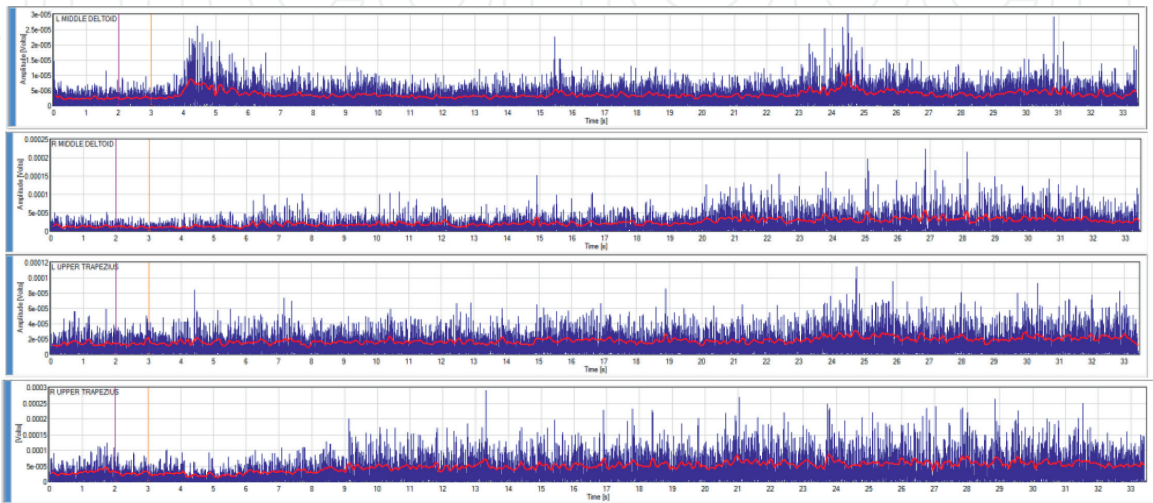 L MIDDLE DELTOID
Amplitude [Volts]
3e-005
2.5e-005
2e-005
1.5e-005
1e-005
5e-006
0
0 1 2 3 4 5 6 7 8 9 10 11 12 13 14 15 16 17 18 19 20 21 22 23 24 25 26 27 28 29 30 31 32 33
Time [s]
R MIDDLE DELTOID
Amplitude [Volts]
0.00025
0.0002
0.00015
0.0001
5e-005
0
0 1 2 3 4 5 6 7 8 9 10 11 12 13 14 15 16 17 18 19 20 21 22 23 24 25 26 27 28 29 30 31 32 33
Time [s]
L UPPER TRAPEZIUS
Amplitude [Volts]
0.00012
0.0001
8e-005
6e-005
4e-005
2e-005
0
0 1 2 3 4 5 6 7 8 9 10 11 12 13 14 15 16 17 18 19 20 21 22 23 24 25 26 27 28 29 30 31 32 33
Time [s]
R UPPER TRAPEZIUS
[Volts]
0.0003
0.00025
0.0002
0.00015
0.0001
5e-005
0
0 1 2 3 4 5 6 7 8 9 10 11 12 13 14 15 16 17 18 19 20 21 22 23 24 25 26 27 28 29 30 31 32 33
Time [s]